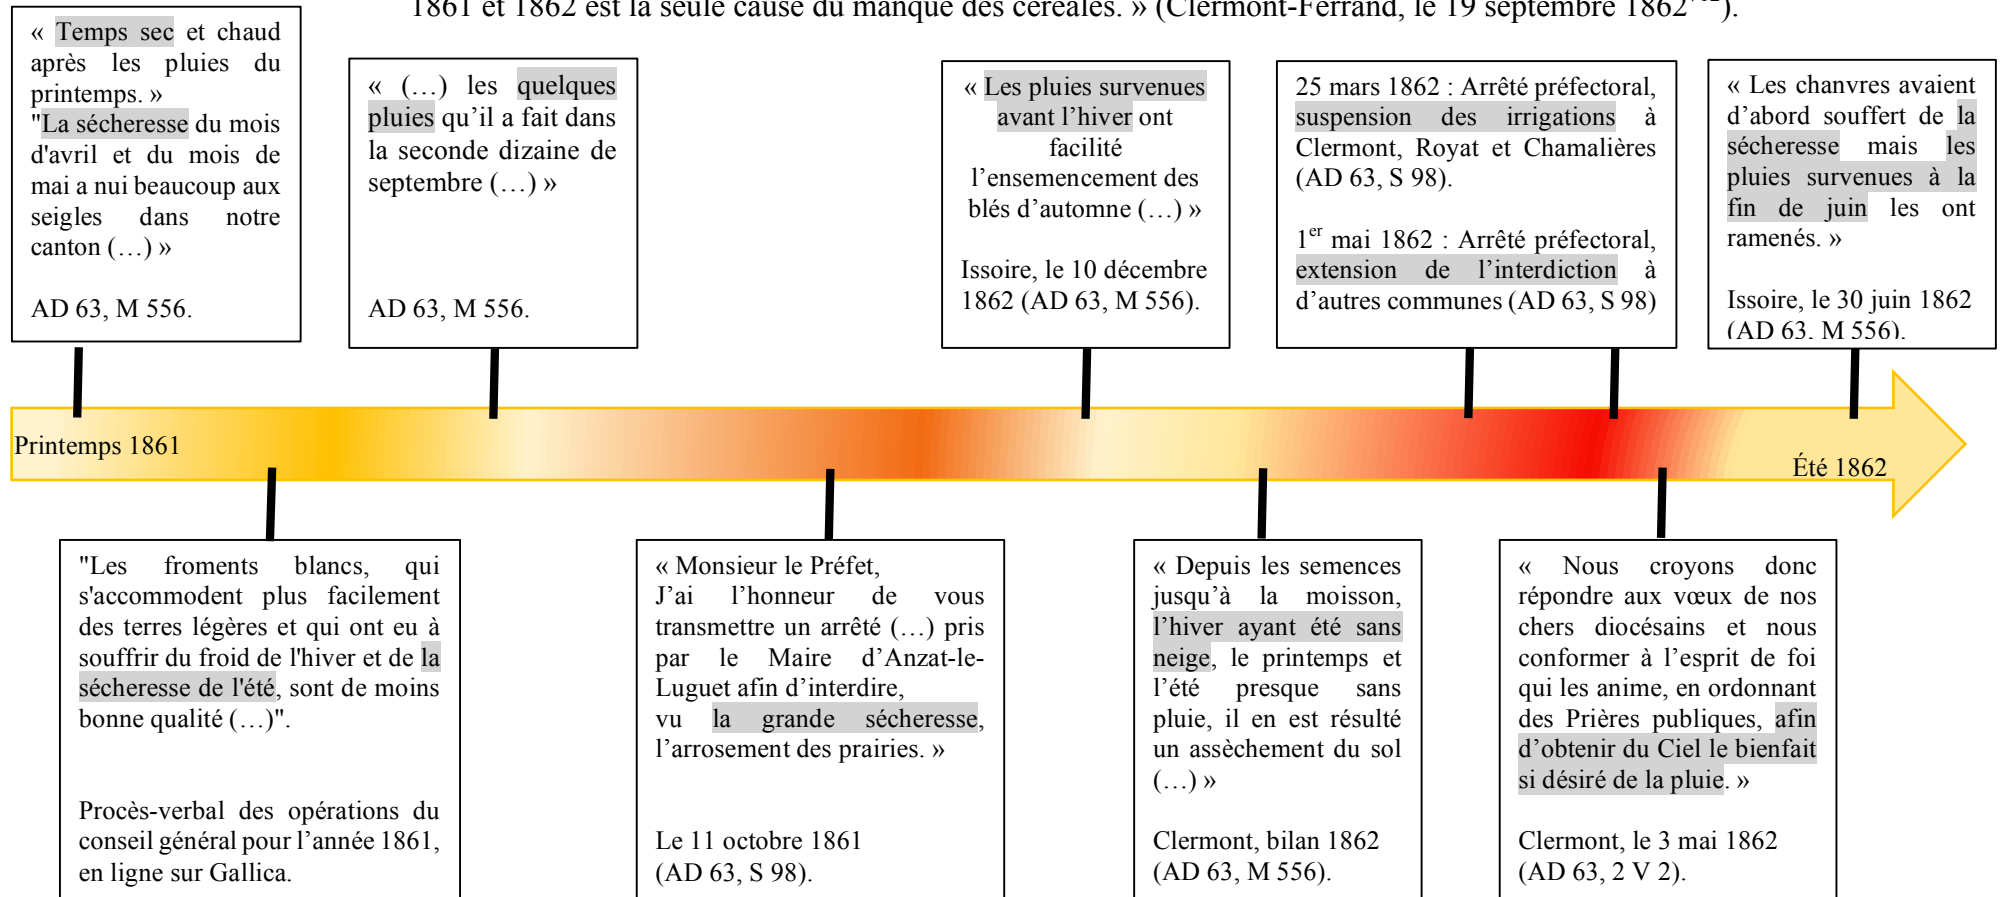 1861 et 1862 est la seule cause du manque des céréales. » (Clermont-Ferrand, le 19 septembre 1862
« Temps sec et chaud
après les pluies du
printemps. »
"La sécheresse du mois
d'avril et du mois de
mai a nui beaucoup aux
seigles dans notre
canton (…) »
AD 63, M 556.
« (…) les quelques
pluies qu’il a fait dans
la seconde dizaine de
septembre (…) »
AD 63, M 556.
« Les pluies survenues
avant l’hiver ont
facilité
l’ensemencement des
blés d’automne (…) »
Issoire, le 10 décembre
1862 (AD 63, M 556).
25 mars 1862 : Arrêté préfectoral,
suspension des irrigations à
Clermont, Royat et Chamalières
(AD 63, S 98).
1er mai 1862 : Arrêté préfectoral,
extension de l’interdiction à
d’autres communes (AD 63, S 98)
« Les chanvres avaient
d’abord souffert de la
sécheresse mais les
pluies survenues à la
fin de juin les ont
ramenés. »
Issoire, le 30 juin 1862
(AD 63, M 556).
Printemps 1861
Été 1862
"Les froments blancs, qui
s'accommodent plus facilement
des terres légères et qui ont eu à
souffrir du froid de l'hiver et de la
sécheresse de l'été, sont de moins
bonne qualité (…)".
Procès-verbal des opérations du
conseil général pour l’année 1861,
en ligne sur Gallica.
« Monsieur le Préfet,
J’ai l’honneur de vous
transmettre un arrêté (…) pris
par le Maire d’Anzat-le-
Luguet afin d’interdire,
vu la grande sécheresse,
l’arrosement des prairies. »
Le 11 octobre 1861
(AD 63, S 98).
« Depuis les semences
jusqu’à la moisson,
l’hiver ayant été sans
neige, le printemps et
l’été presque sans
pluie, il en est résulté
un assèchement du sol
(…) »
Clermont, bilan 1862
(AD 63, M 556).
« Nous croyons donc
répondre aux vœux de nos
chers diocésains et nous
conformer à l’esprit de foi
qui les anime, en ordonnant
des Prières publiques, afin
d’obtenir du Ciel le bienfait
si désiré de la pluie. »
Clermont, le 3 mai 1862
(AD 63, 2 V 2).